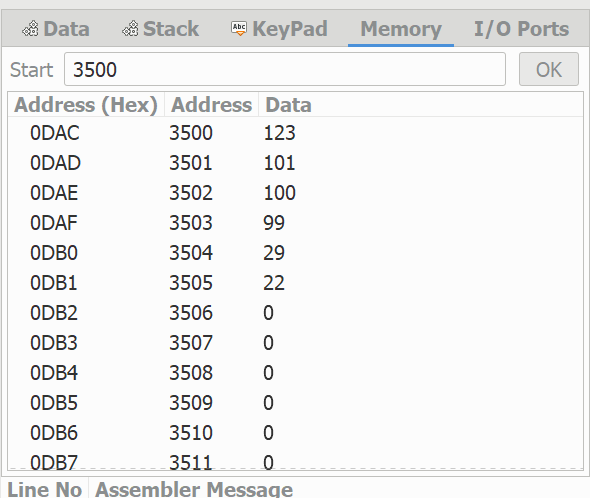 Data Stack Abc KeyPad Memory I/O Ports
Start 3500 OK
Address (Hex) Address Data
0DAC 3500 123
0DAD 3501 101
0DAE 3502 100
0DAF 3503 99
0DB0 3504 29
0DB1 3505 22
0DB2 3506 0
0DB3 3507 0
0DB4 3508 0
0DB5 3509 0
0DB6 3510 0
0DB7 3511 0
Line No Assembler Message